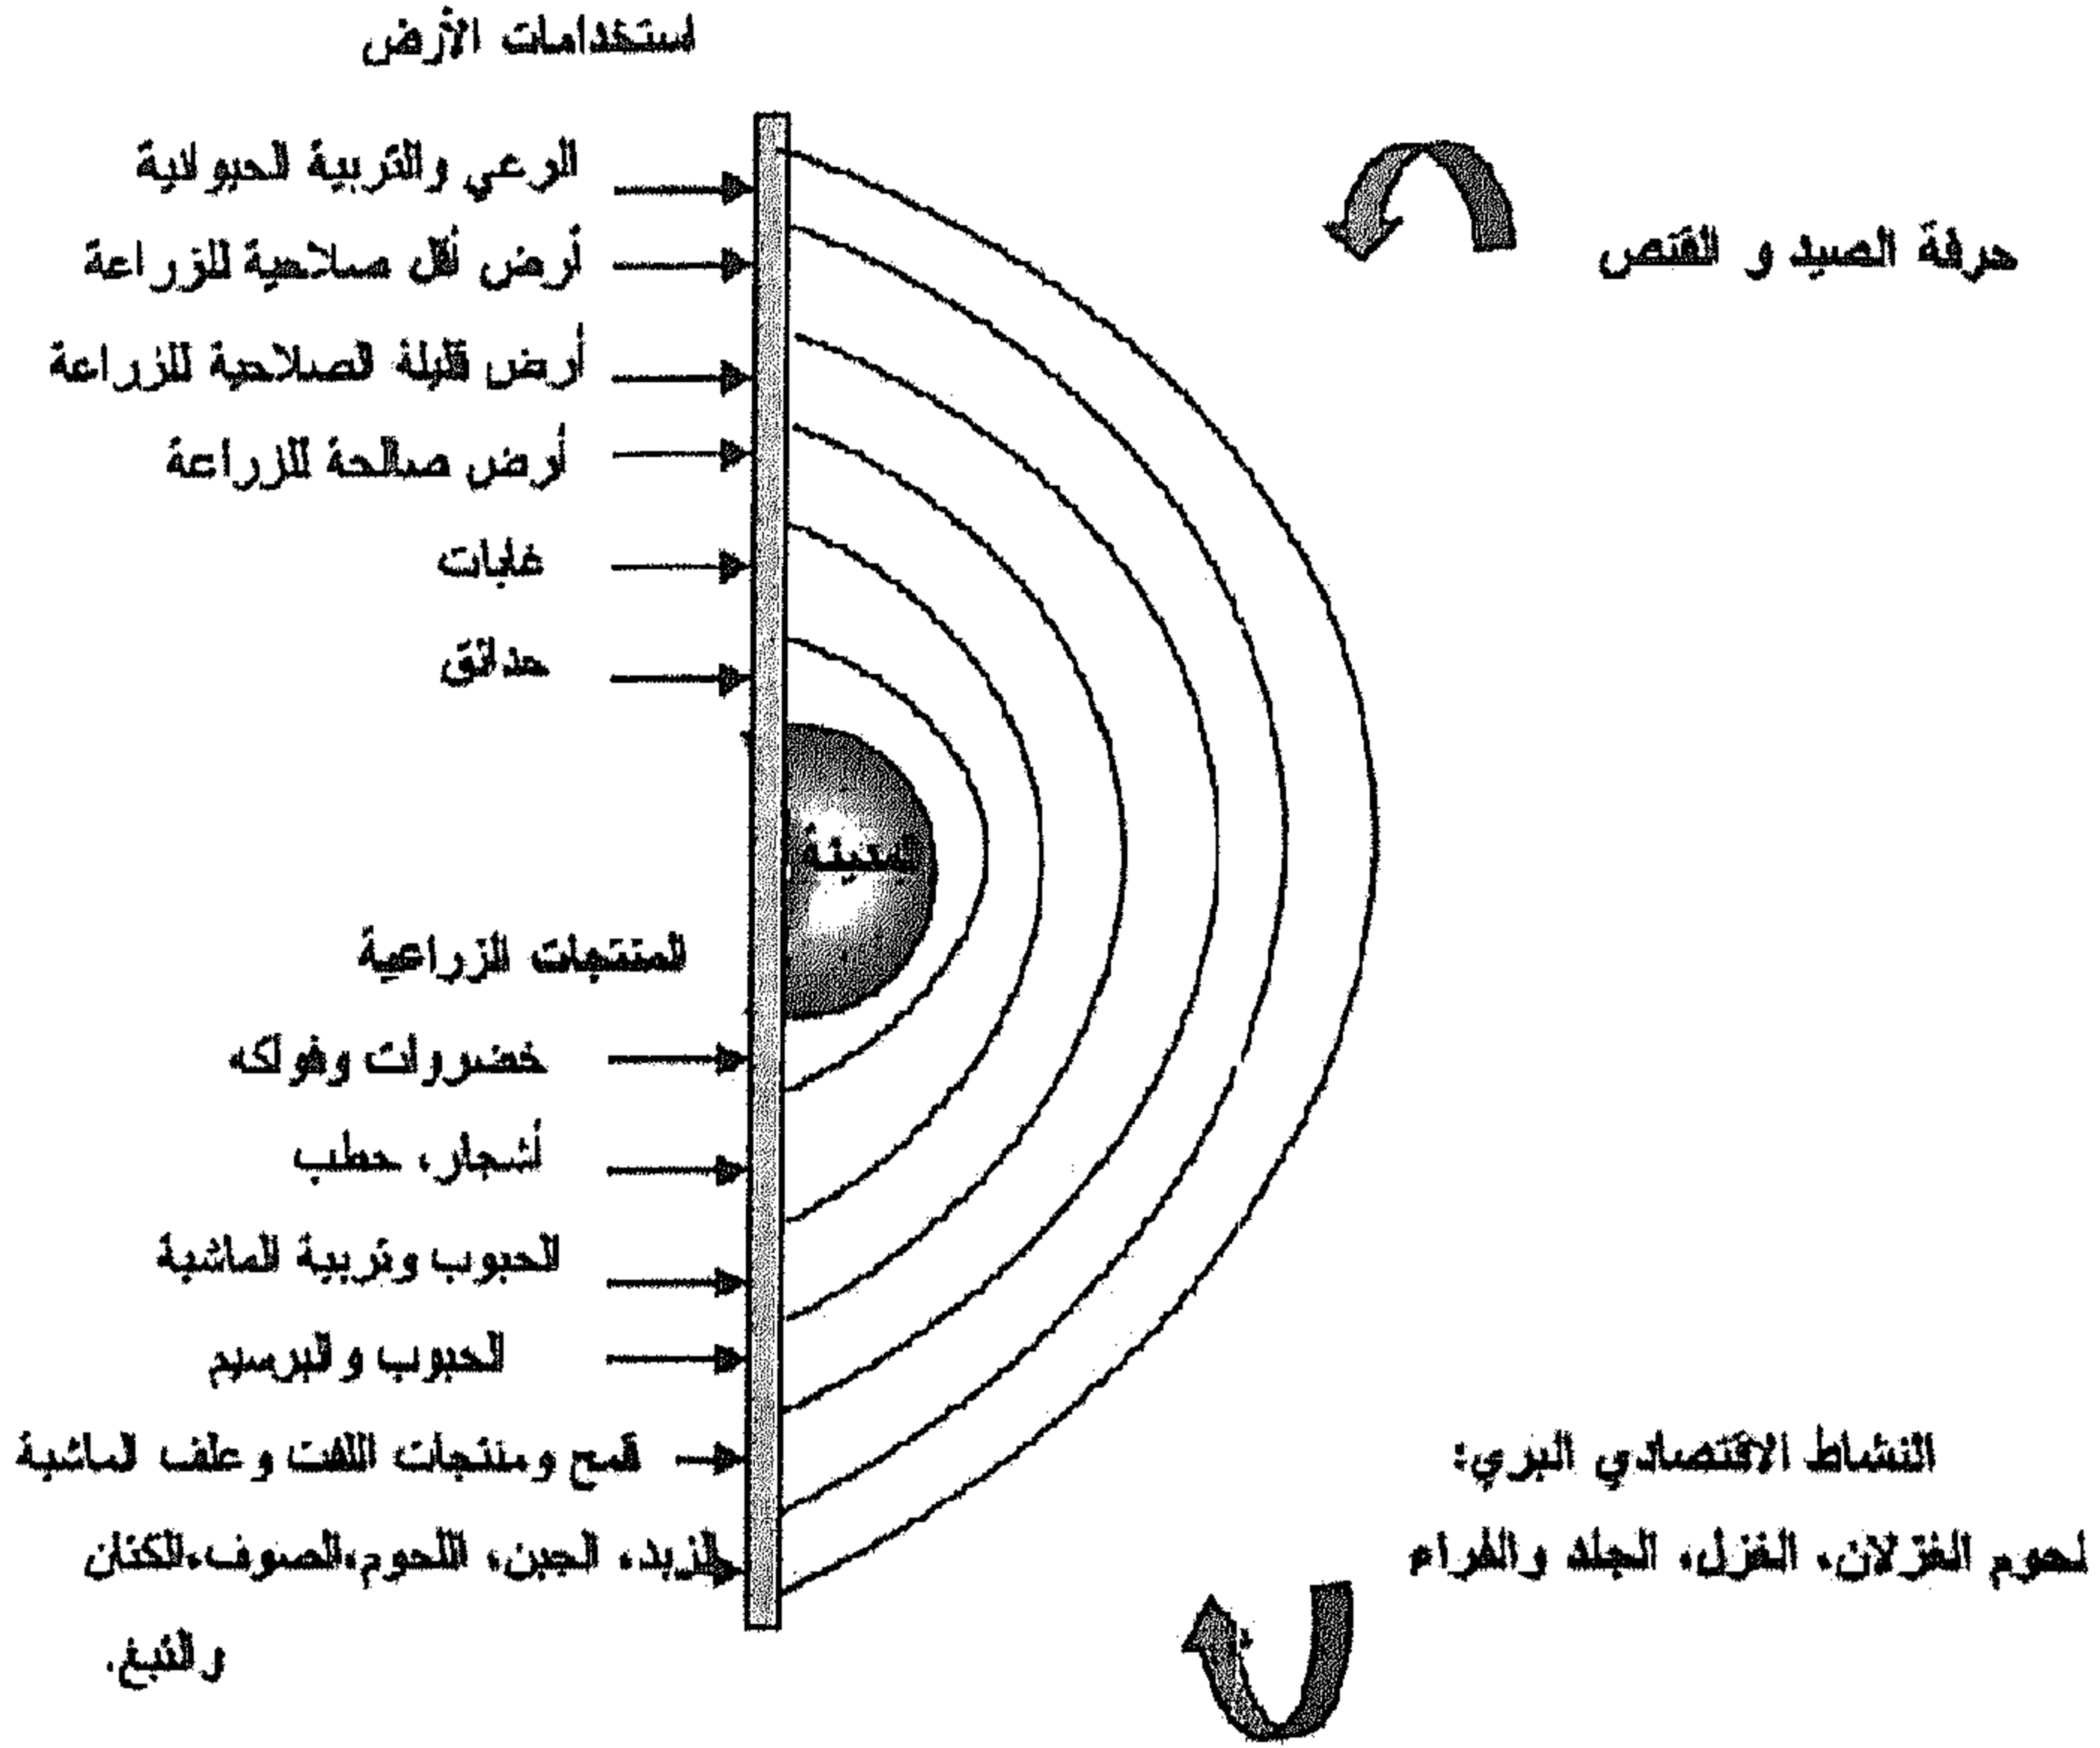 استخدامات الأرض
الرعي والتربية الحيوانية
أرض أقل صلاحية للزراعة
أرض قليلة الصلاحية للزراعة
أرض صالحة للزراعة
غابات
حدائق
حرفة الصيد و القنص
المدينة
المنتجات الزراعية
خضروات وفواكه
أشجار، حطب
الحبوب وتربية الماشية
الحبوب والبرسيم
قمح ومنتجات اللفت وعلف الماشية
الزبد، الجبن، اللحوم،الصوف،الكتان
والتبغ.
النشاط الاقتصادي البري:
لحوم الغزلان، الغزل، الجلد والفراء